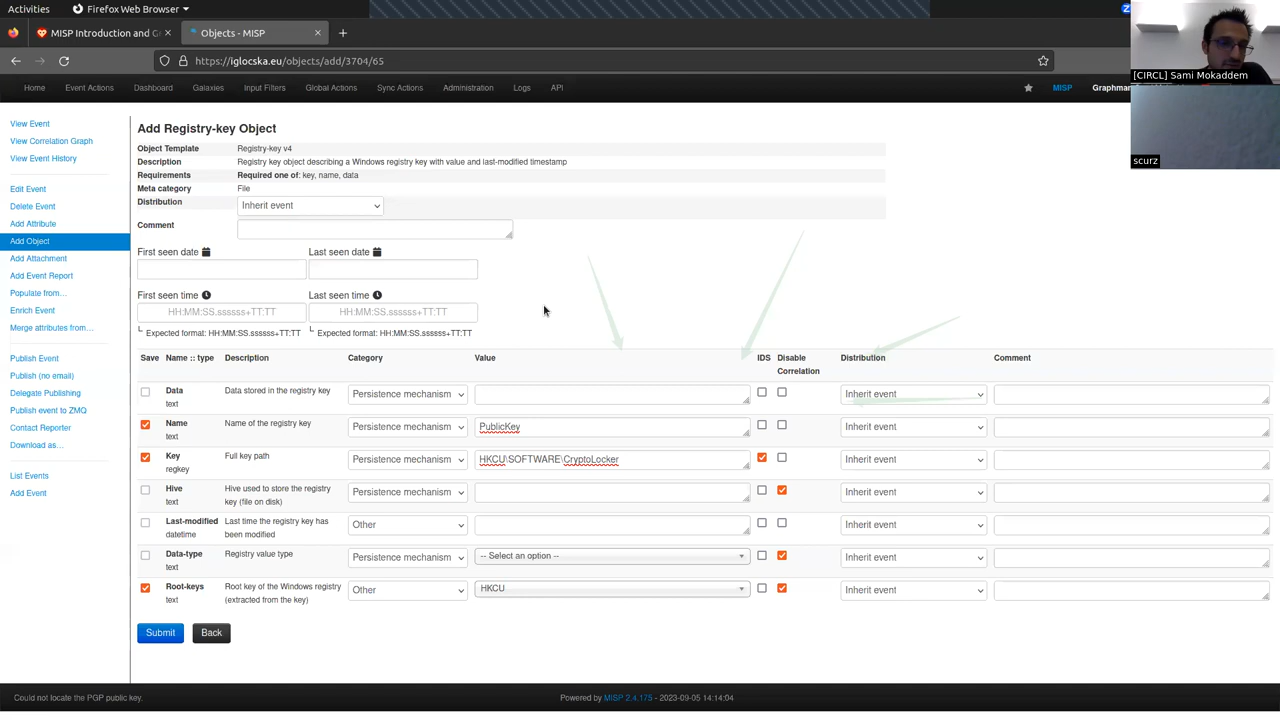 Activities
Firefox Web Browser
MISP Introduction and G
Objects - MISP
https://iglocska.eu/objects/add/3704/65
[CIRCL] Sami Mokaddem
scurz
Home Event Actions Dashboard Galaxies Input Filters Global Actions Sync Actions Administration Logs API
MISP
Graphman
View Event
View Correlation Graph
View Event History
Edit Event
Delete Event
Add Attribute
Add Object
Add Attachment
Add Event Report
Populate from…
Enrich Event
Merge attributes from…
Publish Event
Publish (no email)
Delegate Publishing
Publish event to ZMQ
Contact Reporter
Download as…
List Events
Add Event
Add Registry-key Object
Object Template Registry-key v4
Description Registry key object describing a Windows registry key with value and last-modified timestamp
Requirements Required one of: key, name, data
Meta category File
Distribution Inherit event
Comment
First seen date Last seen date
First seen time Last seen time
HH:MM:SS.ssssss+TT:TT HH:MM:SS.ssssss+TT:TT
Expected format: HH:MM:SS.ssssss+TT:TT Expected format: HH:MM:SS.ssssss+TT:TT
Save Name :: type Description Category Value IDS Disable Correlation Distribution Comment
Data Data stored in the registry key Persistence mechanism Inherit event
text
Name Name of the registry key Persistence mechanism PublicKey Inherit event
text
Key Full key path Persistence mechanism HKCU\SOFTWARE\CryptoLocker Inherit event
regkey
Hive Hive used to store the registry Persistence mechanism Inherit event
text key (file on disk)
Last-modified Last time the registry key has Other Inherit event
datetime been modified
Data-type Registry value type Persistence mechanism -- Select an option -- Inherit event
text
Root-keys Root key of the Windows registry Other HKCU Inherit event
text (extracted from the key)
Submit Back
Could not locate the PGP public key.
Powered by MISP 2.4.175 - 2023-09-05 14:14:04